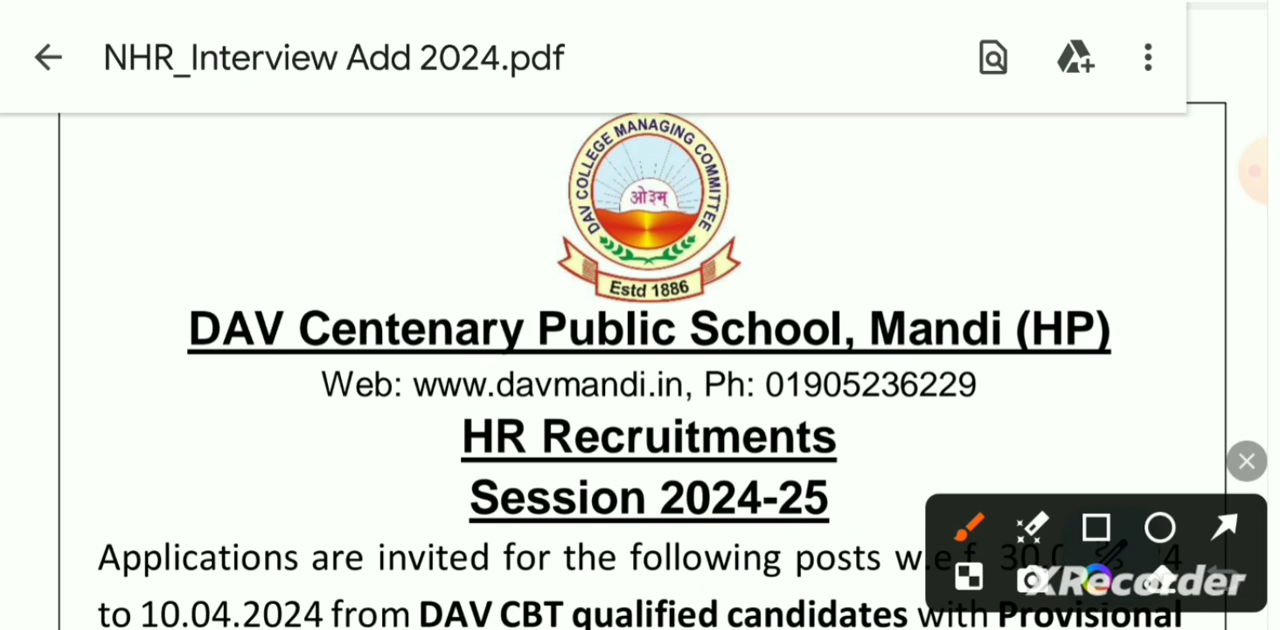 NHR_Interview Add 2024.pdf
DAV COLLEGE MANAGING COMMITTEE
ओ३म्
Estd 1886
DAV Centenary Public School, Mandi (HP)
Web: www.davmandi.in, Ph: 01905236229
HR Recruitments
Session 2024-25
Applications are invited for the following posts w.e.f. 30.
XRecorder
to 10.04.2024 from DAV CBT qualified candidates with Provisional